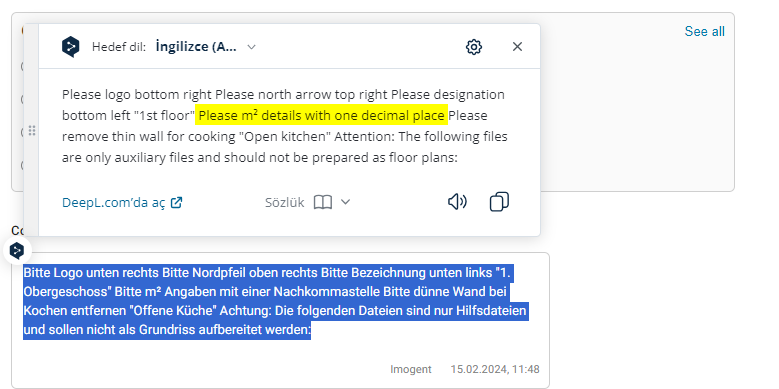 See all
Hedef dil: İngilizce (A...
Please logo bottom right Please north arrow top right Please designation
bottom left "1st floor" Please m² details with one decimal place Please
remove thin wall for cooking "Open kitchen" Attention: The following files
are only auxiliary files and should not be prepared as floor plans:
DeepL.com'da aç
Sözlük
Co
Bitte Logo unten rechts Bitte Nordpfeil oben rechts Bitte Bezeichnung unten links "1.
Obergeschoss" Bitte m² Angaben mit einer Nachkommastelle Bitte dünne Wand bei
Kochen entfernen "Offene Küche" Achtung: Die folgenden Dateien sind nur Hilfsdateien
und sollen nicht als Grundriss aufbereitet werden:
Imogent 15.02.2024, 11:48